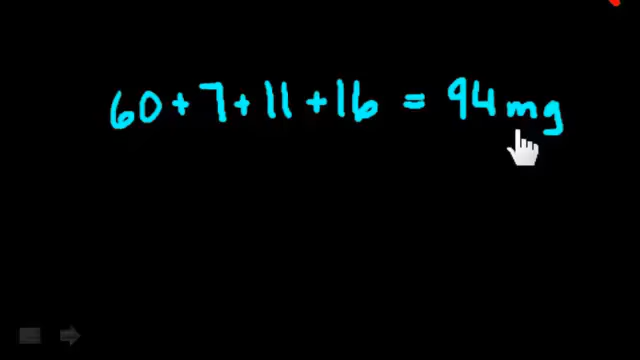 60 + 7 + 11 + 16 = 94 mg